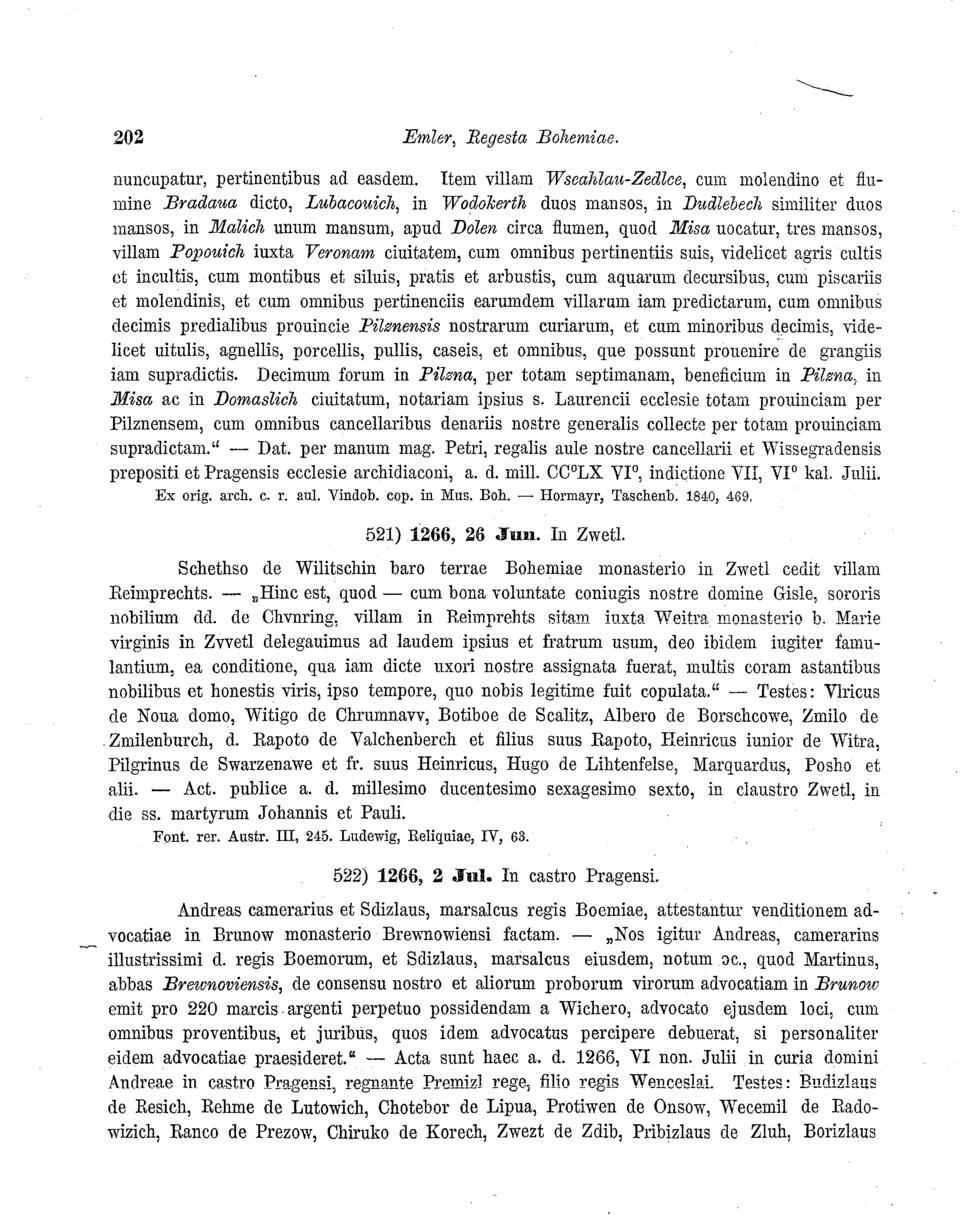 202 Emler, Regesta Bohemiae.
nuncupatur, pertinentibus ad easdem. Item villam Wscahlau-Zedlce, cum molendino et flu-
mine Bradaua dicto, Lubacouich, in Wodokerth duos mansos, in Dudlebech similiter duos
mansos, in Malich unum mansum, apud Dolen circa flumen, quod Misa uocatur, tres mansos,
villam Popouich iuxta Veronam ciuitatem, cum omnibus pertinentiis suis, videlicet agris cultis
et incultis, cum montibus et siluis, pratis et arbustis, cum aquarum decursibus, cum piscariis
et molendinis, et cum omnibus pertinenciis earumdem villarum iam predictarum, cum omnibus
decimis predialibus prouincie Pilznensis nostrarum curiarum, et cum minoribus decimis, vide-
licet uitulis, agnellis, porcellis, pullis, caseis, et omnibus, que possunt prouenire de grangiis
iam supradictis. Decimum forum in Pilzna, per totam septimanam, beneficium in Pilzna, in
Misa ac in Domaslich ciuitatum, notariam ipsius s. Laurencii ecclesie totam prouinciam per
Pilznensem, cum omnibus cancellaribus denariis nostre generalis collecte per totam prouinciam
supradictam.“ — Dat. per manum mag. Petri, regalis aule nostre cancellarii et Wissegradensis
prepositi et Pragensis ecclesie archidiaconi, a. d. mill. CC⁰LX VI⁰, indictione VII, VI⁰ kal. Julii.
Ex orig. arch. c. r. aul. Vindob. cop. in Mus. Boh. — Hormayr, Taschenb. 1840, 469.
521) 1266, 26 Jun. In Zwetl.
Schethso de Wilitschin baro terrae Bohemiae monasterio in Zwetl cedit villam
Reimprechts. — „Hinc est, quod — cum bona voluntate coniugis nostre domine Gisle, sororis
nobilium dd. de Chvnring, villam in Reimprehts sitam iuxta Weitra monasterio b. Marie
virginis in Zvvetl delegauimus ad laudem ipsius et fratrum usum, deo ibidem iugiter famu-
lantium, ea conditione, qua iam dicte uxori nostre assignata fuerat, multis coram astantibus
nobilibus et honestis viris, ipso tempore, quo nobis legitime fuit copulata.“ — Testes: Vlricus
de Noua domo, Witigo de Chrumnavv, Botiboe de Scalitz, Albero de Borschcowe, Zmilo de
Zmilenburch, d. Rapoto de Valchenberch et filius suus Rapoto, Heinricus iunior de Witra,
Pilgrinus de Swarzenawe et fr. suus Heinricus, Hugo de Lihtenfelse, Marquardus, Posho et
alii. — Act. publice a. d. millesimo ducentesimo sexagesimo sexto, in claustro Zwetl, in
die ss. martyrum Johannis et Pauli.
Font. rer. Austr. III, 245. Ludewig, Reliquiae, IV, 63.
522) 1266, 2 Jul. In castro Pragensi.
Andreas camerarius et Sdizlaus, marsalcus regis Boemiae, attestantur venditionem ad-
vocatiae in Brunow monasterio Brewnowiensi factam. — „Nos igitur Andreas, camerarius
illustrissimi d. regis Boemorum, et Sdizlaus, marsalcus eiusdem, notum ɔc., quod Martinus,
abbas Brewnoviensis, de consensu nostro et aliorum proborum virorum advocatiam in Brunow
emit pro 220 marcis argenti perpetuo possidendam a Wichero, advocato ejusdem loci, cum
omnibus proventibus, et juribus, quos idem advocatus percipere debuerat, si personaliter
eidem advocatiae praesideret.“ — Acta sunt haec a. d. 1266, VI non. Julii in curia domini
Andreae in castro Pragensi, regnante Premizl rege, filio regis Wenceslai. Testes: Budizlaus
de Resich, Rehme de Lutowich, Chotebor de Lipua, Protiwen de Onsow, Wecemil de Rado-
wizich, Ranco de Prezow, Chiruko de Korech, Zwezt de Zdib, Pribizlaus de Zluh, Borizlaus